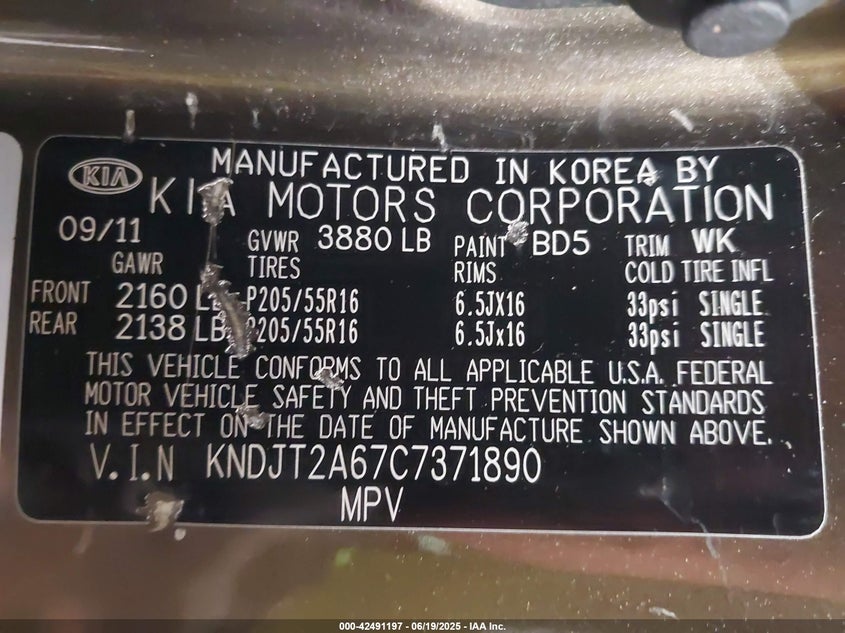 KIA
MANUFACTURED IN KOREA BY
KIA MOTORS CORPORATION
09/11 GVWR 3880 LB PAINT BD5 TRIM WK
GAWR TIRES RIMS COLD TIRE INFL
FRONT 2160 LB P205/55R16 6.5JX16 33psi SINGLE
REAR 2138 LB P205/55R16 6.5Jx16 33psi SINGLE
THIS VEHICLE CONFORMS TO ALL APPLICABLE U.S.A. FEDERAL
MOTOR VEHICLE SAFETY AND THEFT PREVENTION STANDARDS
IN EFFECT ON THE DATE OF MANUFACTURE SHOWN ABOVE.
V.I.N KNDJT2A67C7371890
MPV
000-42491197 - 06/19/2025 - IAA Inc.